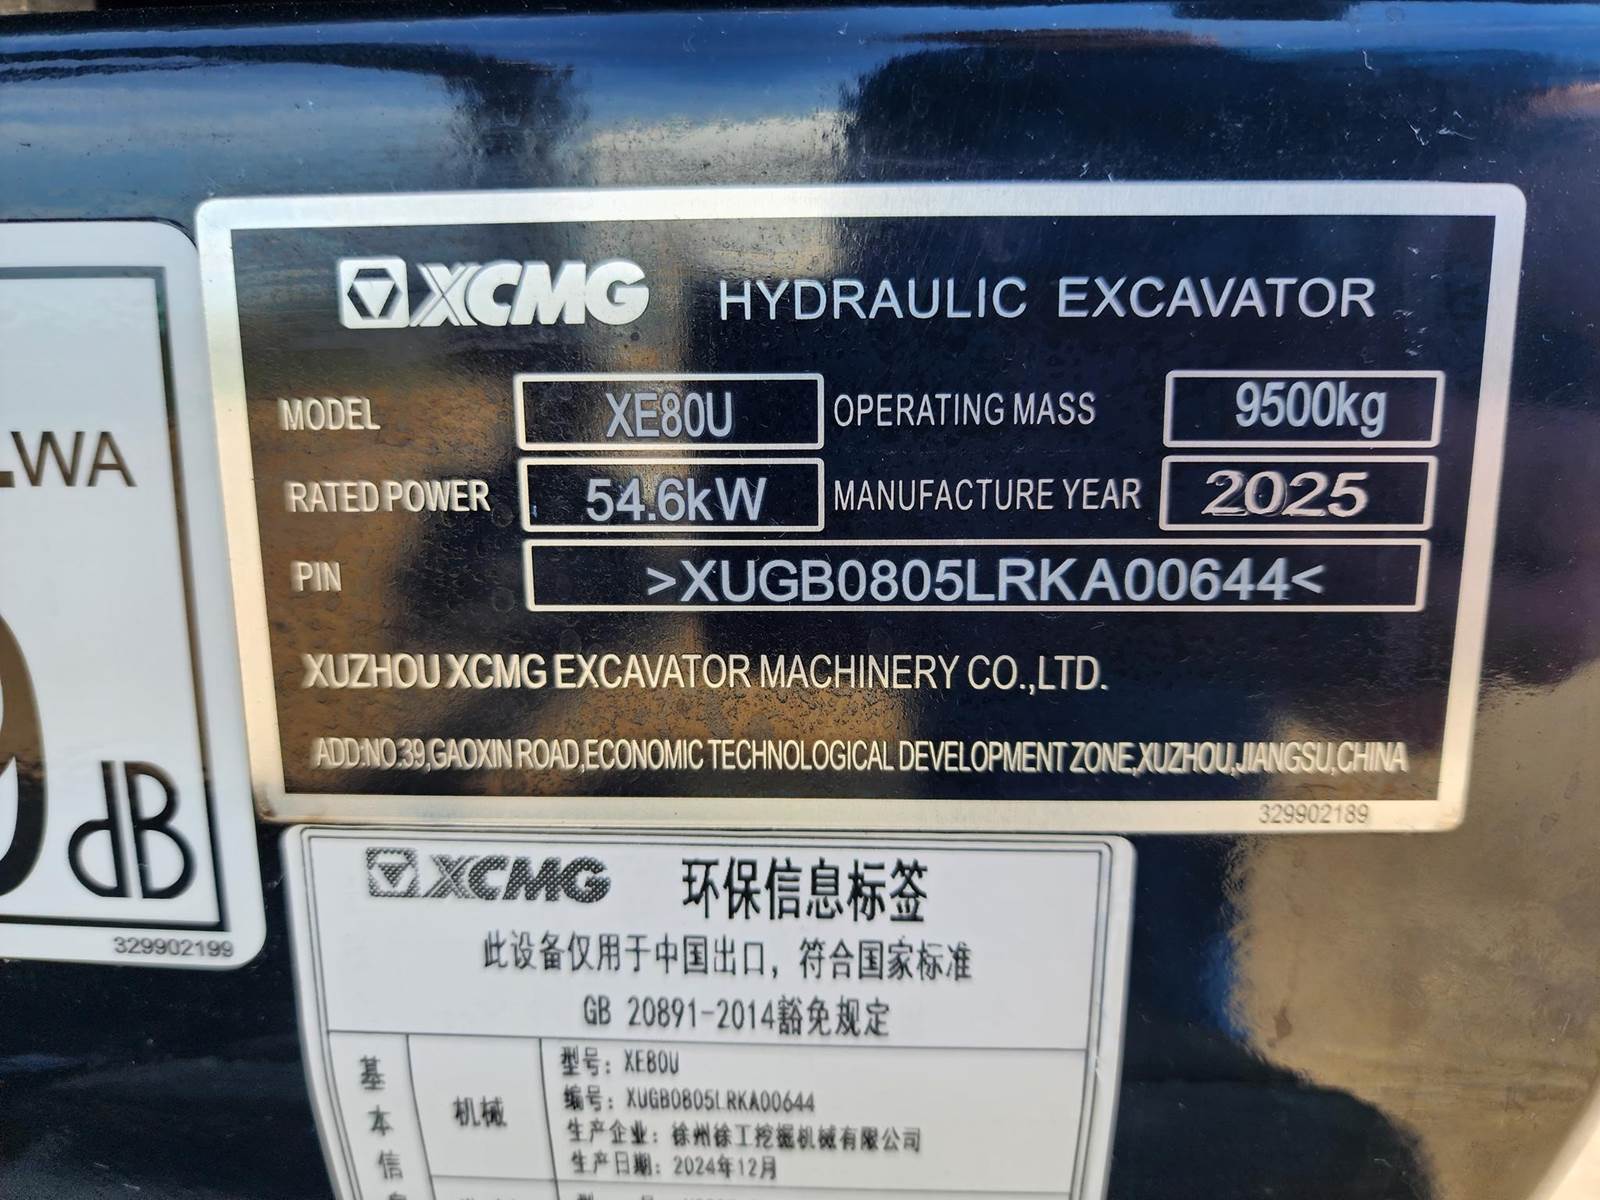 XCMG HYDRAULIC EXCAVATOR
MODEL XE80U OPERATING MASS 9500kg
RATED POWER 54.6kW MANUFACTURE YEAR 2025
PIN >XUGB0805LRKA00644<
XUZHOU XCMG EXCAVATOR MACHINERY CO.,LTD.
ADD:NO.39,GAOXIN ROAD,ECONOMIC TECHNOLOGICAL DEVELOPMENT ZONE,XUZHOU,JIANGSU,CHINA
329902189
WA
dB
329902199
XCMG 环保信息标签
此设备仅用于中国出口，符合国家标准
GB 20891-2014豁免规定
基本信
机械
型号：XE80U
编号：XUGB0805LRKA00644
生产企业：徐州徐工挖掘机械有限公司
生产日期：2024年12月